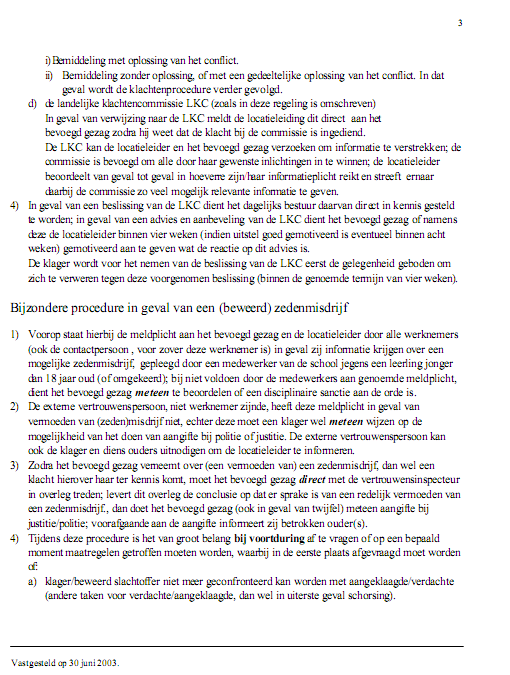 3
i) Bemiddeling met oplossing van het conflict.
ii) Bemiddeling zonder oplossing, of met een gedeeltelijke oplossing van het conflict. In dat
geval wordt de klachtenprocedure verder gevolgd.
d) de landelijke klachtencommissie LKC (zoals in deze regeling is omschreven)
In geval van verwijzing naar de LKC meldt de locatieleiding dit direct aan het
bevoegd gezag zodra hij weet dat de klacht bij de commissie is ingediend.
De LKC kan de locatieleider en het bevoegd gezag verzoeken om informatie te verstrekken; de
commissie is bevoegd om alle door haar gewenste inlichtingen in te winnen; de locatieleider
beoordeelt van geval tot geval in hoeverre zijn/haar informatieplicht reikt en streeft ernaar
daarbij de commissie zo veel mogelijk relevante informatie te geven.
4) In geval van een beslissing van de LKC dient het dagelijks bestuur daarvan direct in kennis gesteld
te worden; in geval van een advies en aanbeveling van de LKC dient het bevoegd gezag of namens
deze de locatieleider binnen vier weken (indien uitstel goed gemotiveerd is eventueel binnen acht
weken) gemotiveerd aan te geven wat de reactie op dit advies is.
De klager wordt voor het nemen van de beslissing van de LKC eerst de gelegenheid geboden om
zich te verweren tegen deze voorgenomen beslissing (binnen de genoemde termijn van vier weken).
Bijzondere procedure in geval van een (beweerd) zedenmisdrijf
1) Voorop staat hierbij de meldplicht aan het bevoegd gezag en de locatieleider door alle werknemers
(ook de contactpersoon , voor zover deze werknemer is) in geval zij informatie krijgen over een
mogelijke zedenmisdrijf, gepleegd door een medewerker van de school jegens een leerling jonger
dan 18 jaar oud (of omgekeerd); bij niet voldoen door de medewerkers aan genoemde meldplicht,
dient het bevoegd gezag meteen te beoordelen of een disciplinaire sanctie aan de orde is.
2) De externe vertrouwenspersoon, niet werknemer zijnde, heeft deze meldplicht in geval van
vermoeden van (zeden)misdrijf niet, echter deze moet een klager wel meteen wijzen op de
mogelijkheid van het doen van aangifte bij politie of justitie. De externe vertrouwenspersoon kan
ook de klager en diens ouders uitnodigen om de locatieleider te informeren.
3) Zodra het bevoegd gezag verneemt over (een vermoeden van) een zedenmisdrijf, dan wel een
klacht hierover haar ter kennis komt, moet het bevoegd gezag direct met de vertrouwensinspecteur
in overleg treden; levert dit overleg de conclusie op dat er sprake is van een redelijk vermoeden van
een zedenmisdrijf., dan doet het bevoegd gezag (ook in geval van twijfel) meteen aangifte bij
justitie/politie; voorafgaande aan de aangifte informeert zij betrokken ouder(s).
4) Tijdens deze procedure is het van groot belang bij voortduring af te vragen of op een bepaald
moment maatregelen getroffen moeten worden, waarbij in de eerste plaats afgevraagd moet worden
of:
a) klager/beweerd slachtoffer niet meer geconfronteerd kan worden met aangeklaagde/verdachte
(andere taken voor verdachte/aangeklaagde, dan wel in uiterste geval schorsing).
Vastgesteld op 30 juni 2003.